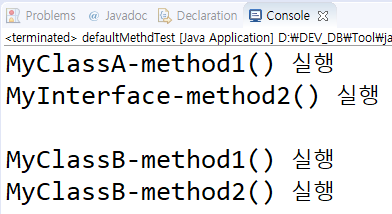 Problems @ Javadoc Declaration Console
<terminated> defaultMethdTest [Java Application] D:₩DEV_DB₩Tool₩ja
MyClassA-method1() 실행
MyInterface-method2() 실행
MyClassB-method1() 실행
MyClassB-method2() 실행